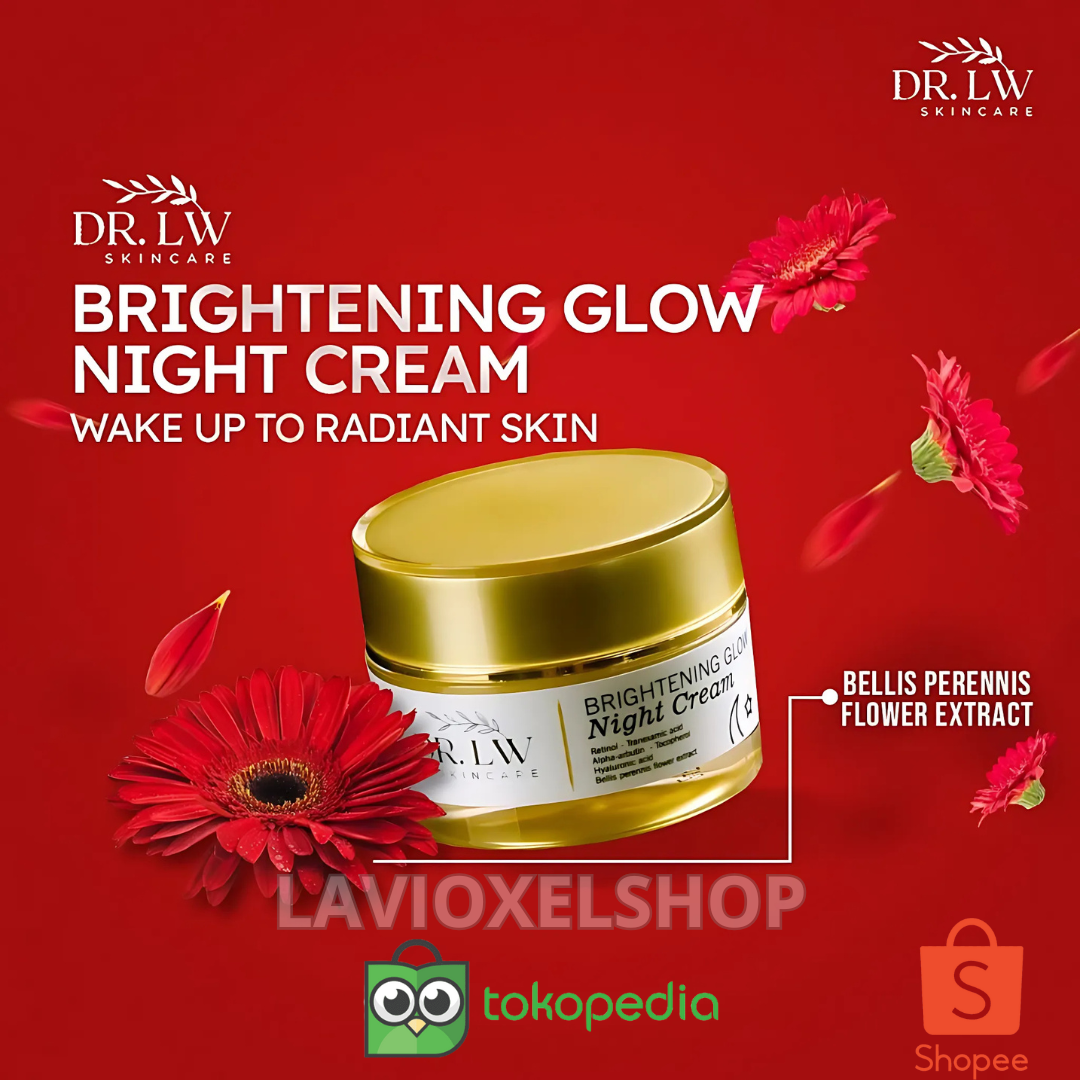 DR. LW
SKINCARE
DR. LW
SKINCARE
BRIGHTENING GLOW
NIGHT CREAM
WAKE UP TO RADIANT SKIN
BRIGHTENING GLOW
Night Cream
Retinol - Tranexamic acid
Alpha-arbutin - Tocopherol
Hyaluronic acid
Bellis perennis flower extract
R. LW
KINCARE
BELLIS PERENNIS
FLOWER EXTRACT
LAVIOXELSHOP
tokopedia
S
Shopee